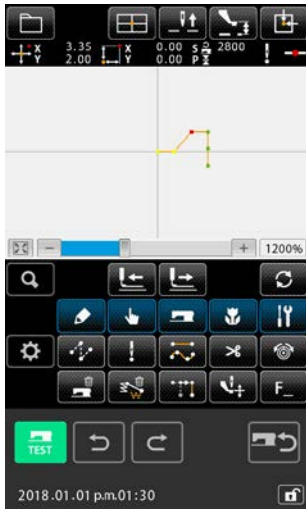 X 3.35 X 0.00 S 2800
Y 2.00 Y 0.00 P
1200%
F_
TEST
2018.01.01 p.m.01:30